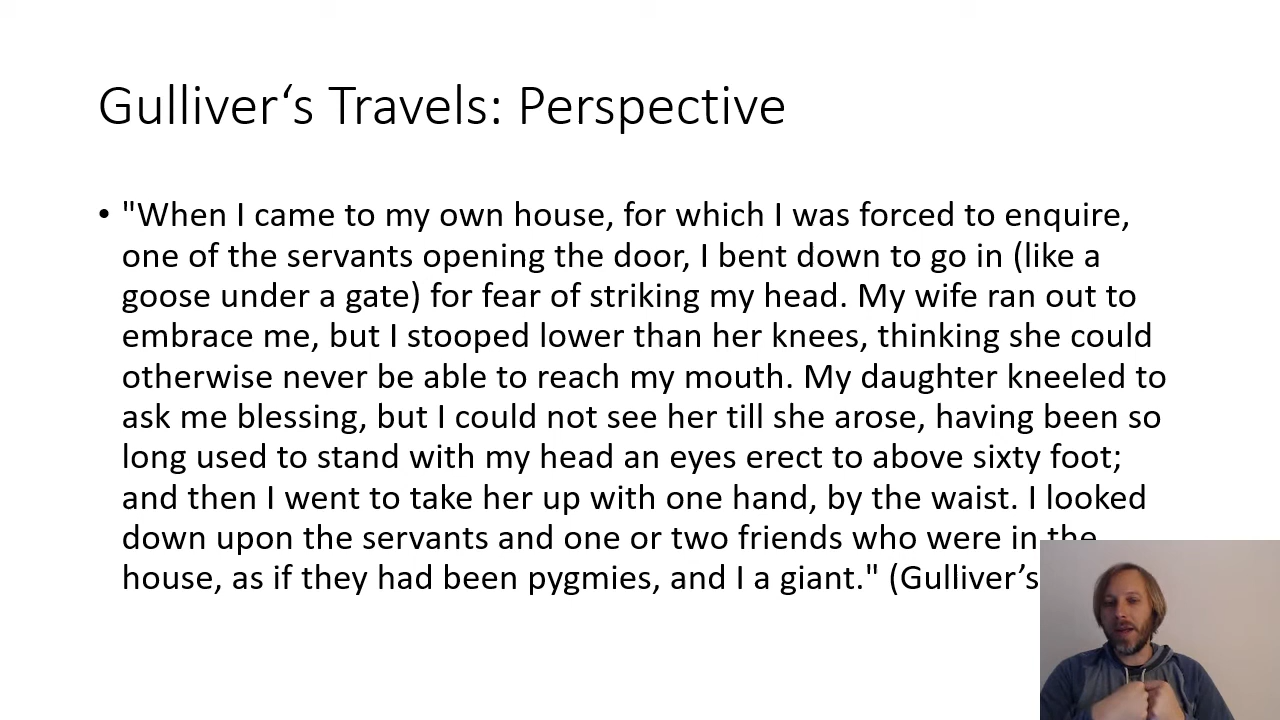 Gulliver‘s Travels: Perspective
• "When I came to my own house, for which I was forced to enquire,
one of the servants opening the door, I bent down to go in (like a
goose under a gate) for fear of striking my head. My wife ran out to
embrace me, but I stooped lower than her knees, thinking she could
otherwise never be able to reach my mouth. My daughter kneeled to
ask me blessing, but I could not see her till she arose, having been so
long used to stand with my head an eyes erect to above sixty foot;
and then I went to take her up with one hand, by the waist. I looked
down upon the servants and one or two friends who were in the
house, as if they had been pygmies, and I a giant." (Gulliver’s